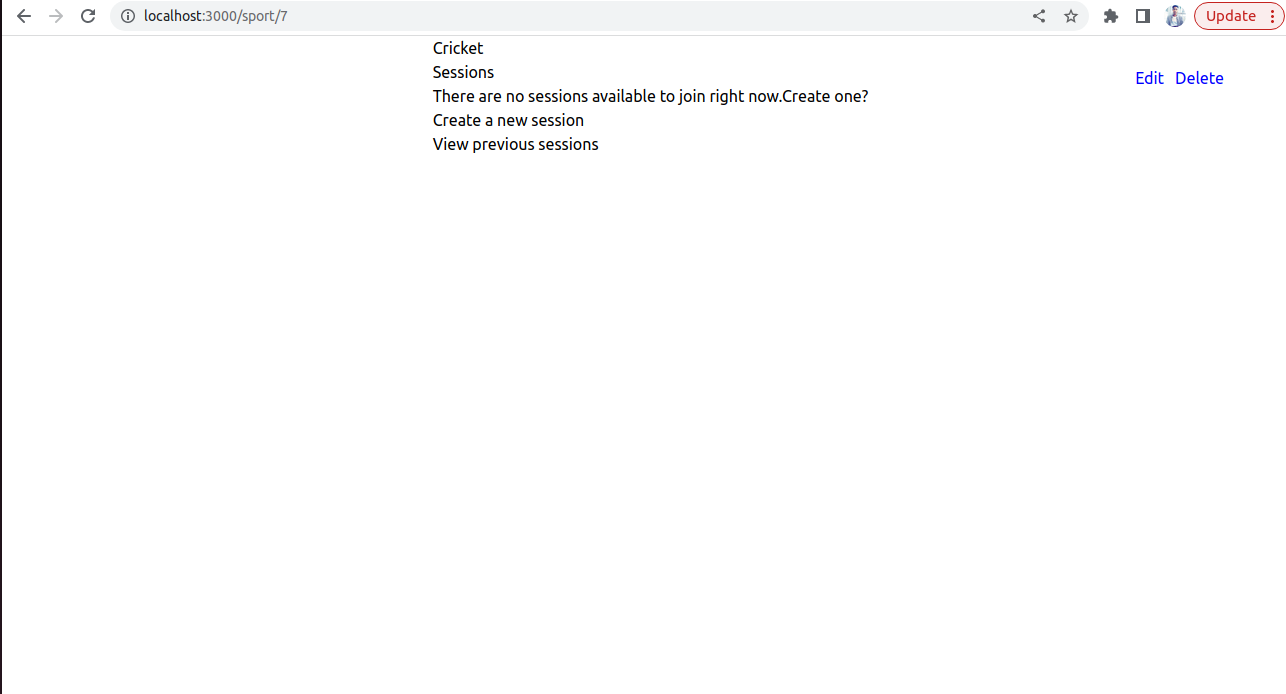 localhost:3000/sport/7
Update
Cricket
Sessions
Edit Delete
There are no sessions available to join right now.Create one?
Create a new session
View previous sessions